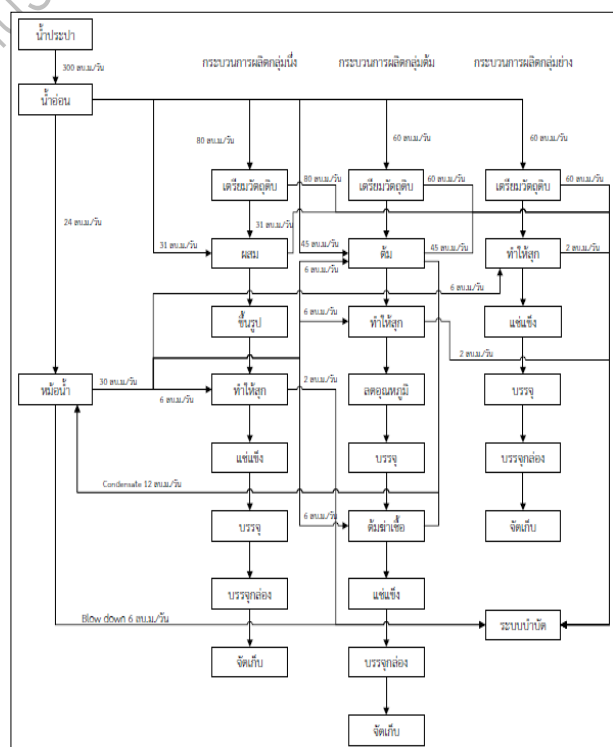 น้ำประปา
300 ลบ.ม./วัน
กระบวนการผลิตกลุ่มนึ่ง
กระบวนการผลิตกลุ่มต้ม
กระบวนการผลิตกลุ่มย่าง
น้ำอ่อน
80 ลบ.ม./วัน
60 ลบ.ม./วัน
60 ลบ.ม./วัน
เตรียมวัตถุดิบ
80 ลบ.ม./วัน
เตรียมวัตถุดิบ
60 ลบ.ม./วัน
เตรียมวัตถุดิบ
60 ลบ.ม./วัน
24 ลบ.ม./วัน
31 ลบ.ม./วัน
31 ลบ.ม./วัน
ผสม
45 ลบ.ม./วัน
ต้ม
45 ลบ.ม./วัน
ทำให้สุก
2 ลบ.ม./วัน
6 ลบ.ม./วัน
6 ลบ.ม./วัน
ขึ้นรูป
6 ลบ.ม./วัน
ทำให้สุก
แช่แข็ง
2 ลบ.ม./วัน
หม้อน้ำ
30 ลบ.ม./วัน
6 ลบ.ม./วัน
ทำให้สุก
2 ลบ.ม./วัน
ลดอุณหภูมิ
บรรจุ
แช่แข็ง
บรรจุ
บรรจุกล่อง
Condensate 12 ลบ.ม./วัน
บรรจุ
6 ลบ.ม./วัน
ต้มฆ่าเชื้อ
จัดเก็บ
บรรจุกล่อง
แช่แข็ง
Blow down 6 ลบ.ม./วัน
ระบบบำบัด
จัดเก็บ
บรรจุกล่อง
จัดเก็บ